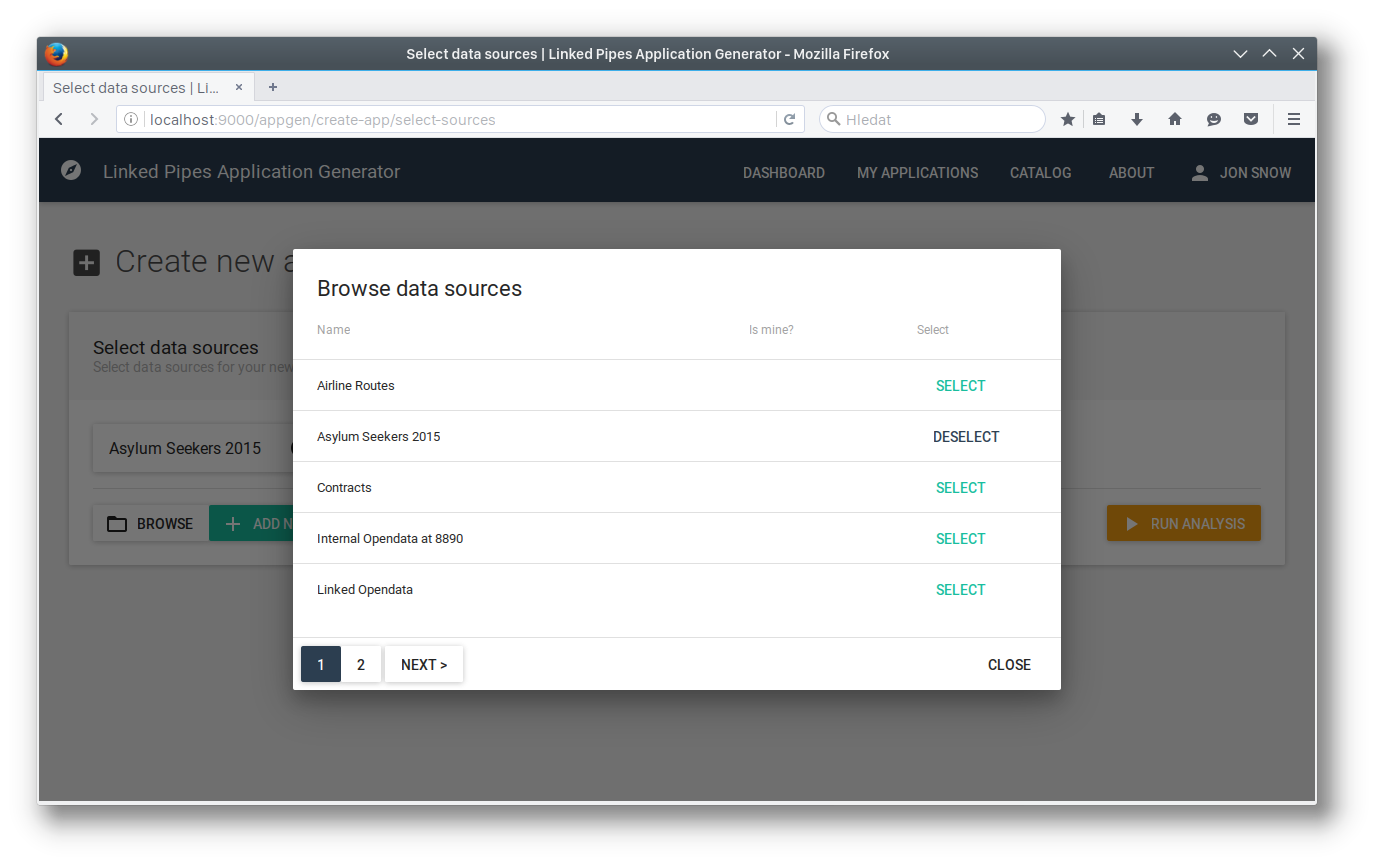 Select data sources | Linked Pipes Application Generator - Mozilla Firefox
Select data sources | Li...
localhost:9000/appgen/create-app/select-sources
Hledat
Linked Pipes Application Generator
DASHBOARD
MY APPLICATIONS
CATALOG
ABOUT
JON SNOW
Create new
Select data sources
Select data sources for your new
Asylum Seekers 2015
BROWSE
ADD N
RUN ANALYSIS
Browse data sources
Name
Is mine?
Select
Airline Routes
SELECT
Asylum Seekers 2015
DESELECT
Contracts
SELECT
Internal Opendata at 8890
SELECT
Linked Opendata
SELECT
1
2
NEXT >
CLOSE